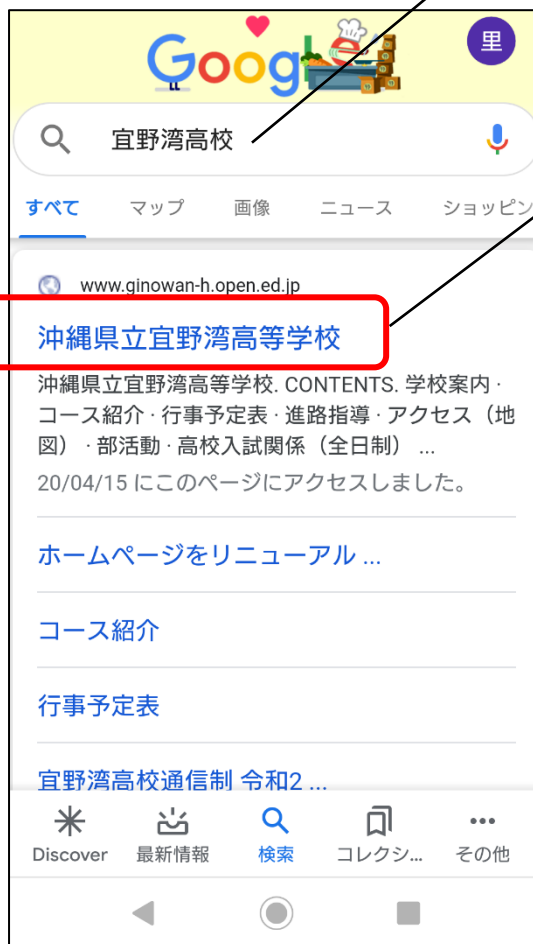 Google
里
宜野湾高校
すべて マップ 画像 ニュース ショッピン
www.ginowan-h.open.ed.jp
沖縄県立宜野湾高等学校
沖縄県立宜野湾高等学校. CONTENTS. 学校案内 ·
コース紹介 · 行事予定表 · 進路指導 · アクセス（地
図） · 部活動 · 高校入試関係（全日制） ...
20/04/15 にこのページにアクセスしました。
ホームページをリニューアル ...
コース紹介
行事予定表
宜野湾高校通信制 令和2 ...
Discover 最新情報 検索 コレクシ... その他